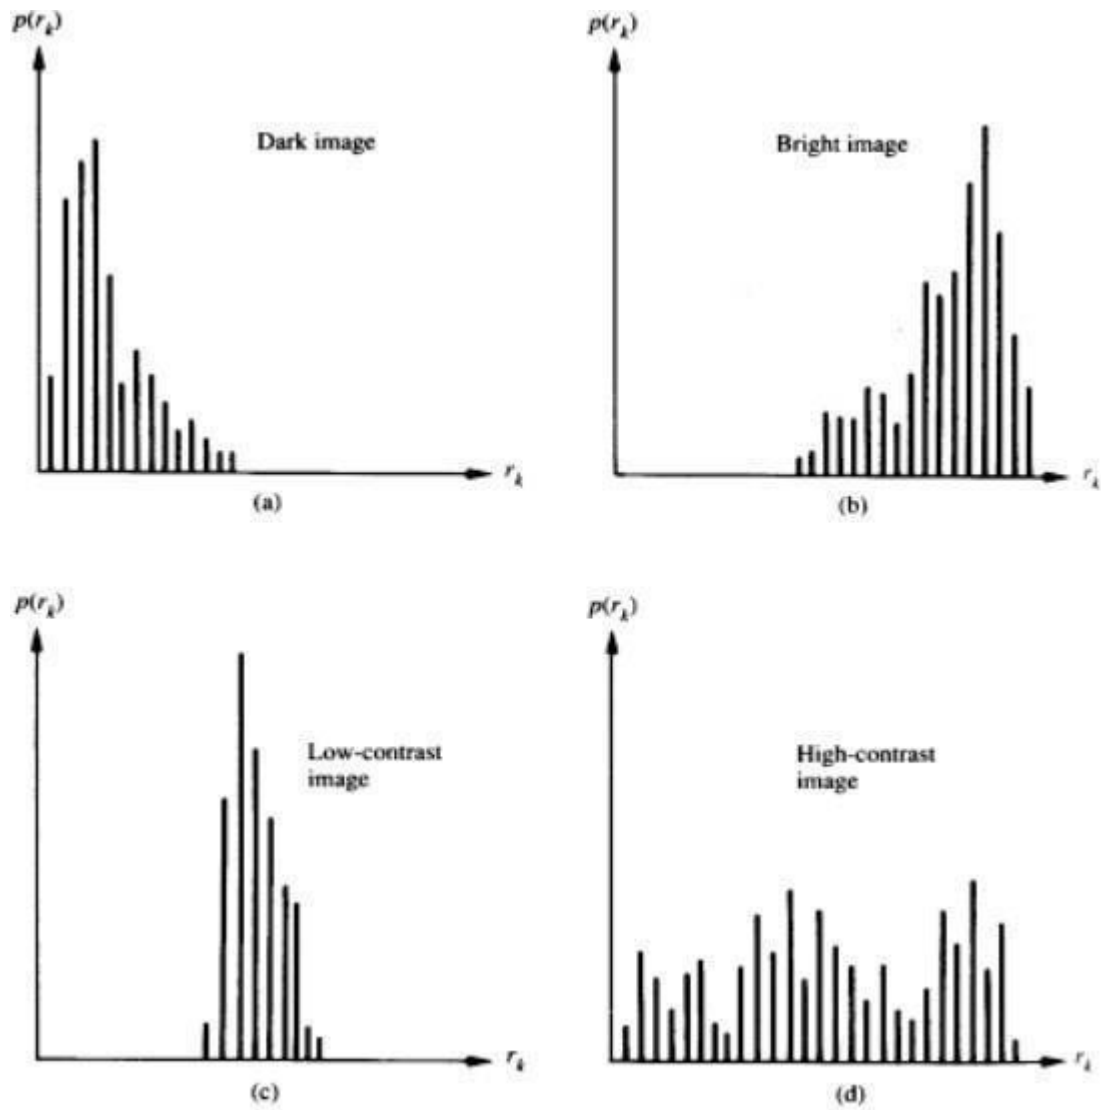 p(r_k)
Dark image
r_k
(a)
p(r_k)
Bright image
r_k
(b)
p(r_k)
Low-contrast
image
r_k
(c)
p(r_k)
High-contrast
image
r_k
(d)